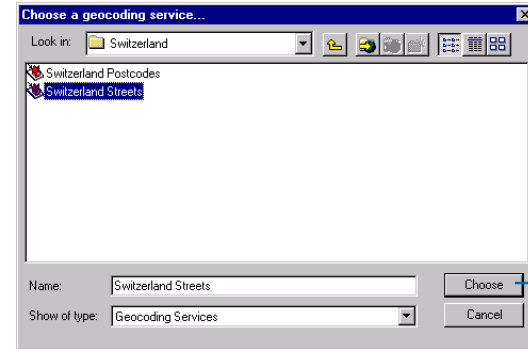 Choose a geocoding service...
Look in: Switzerland
Switzerland Postcodes
Switzerland Streets
Name: Switzerland Streets Choose
Show of type: Geocoding Services Cancel